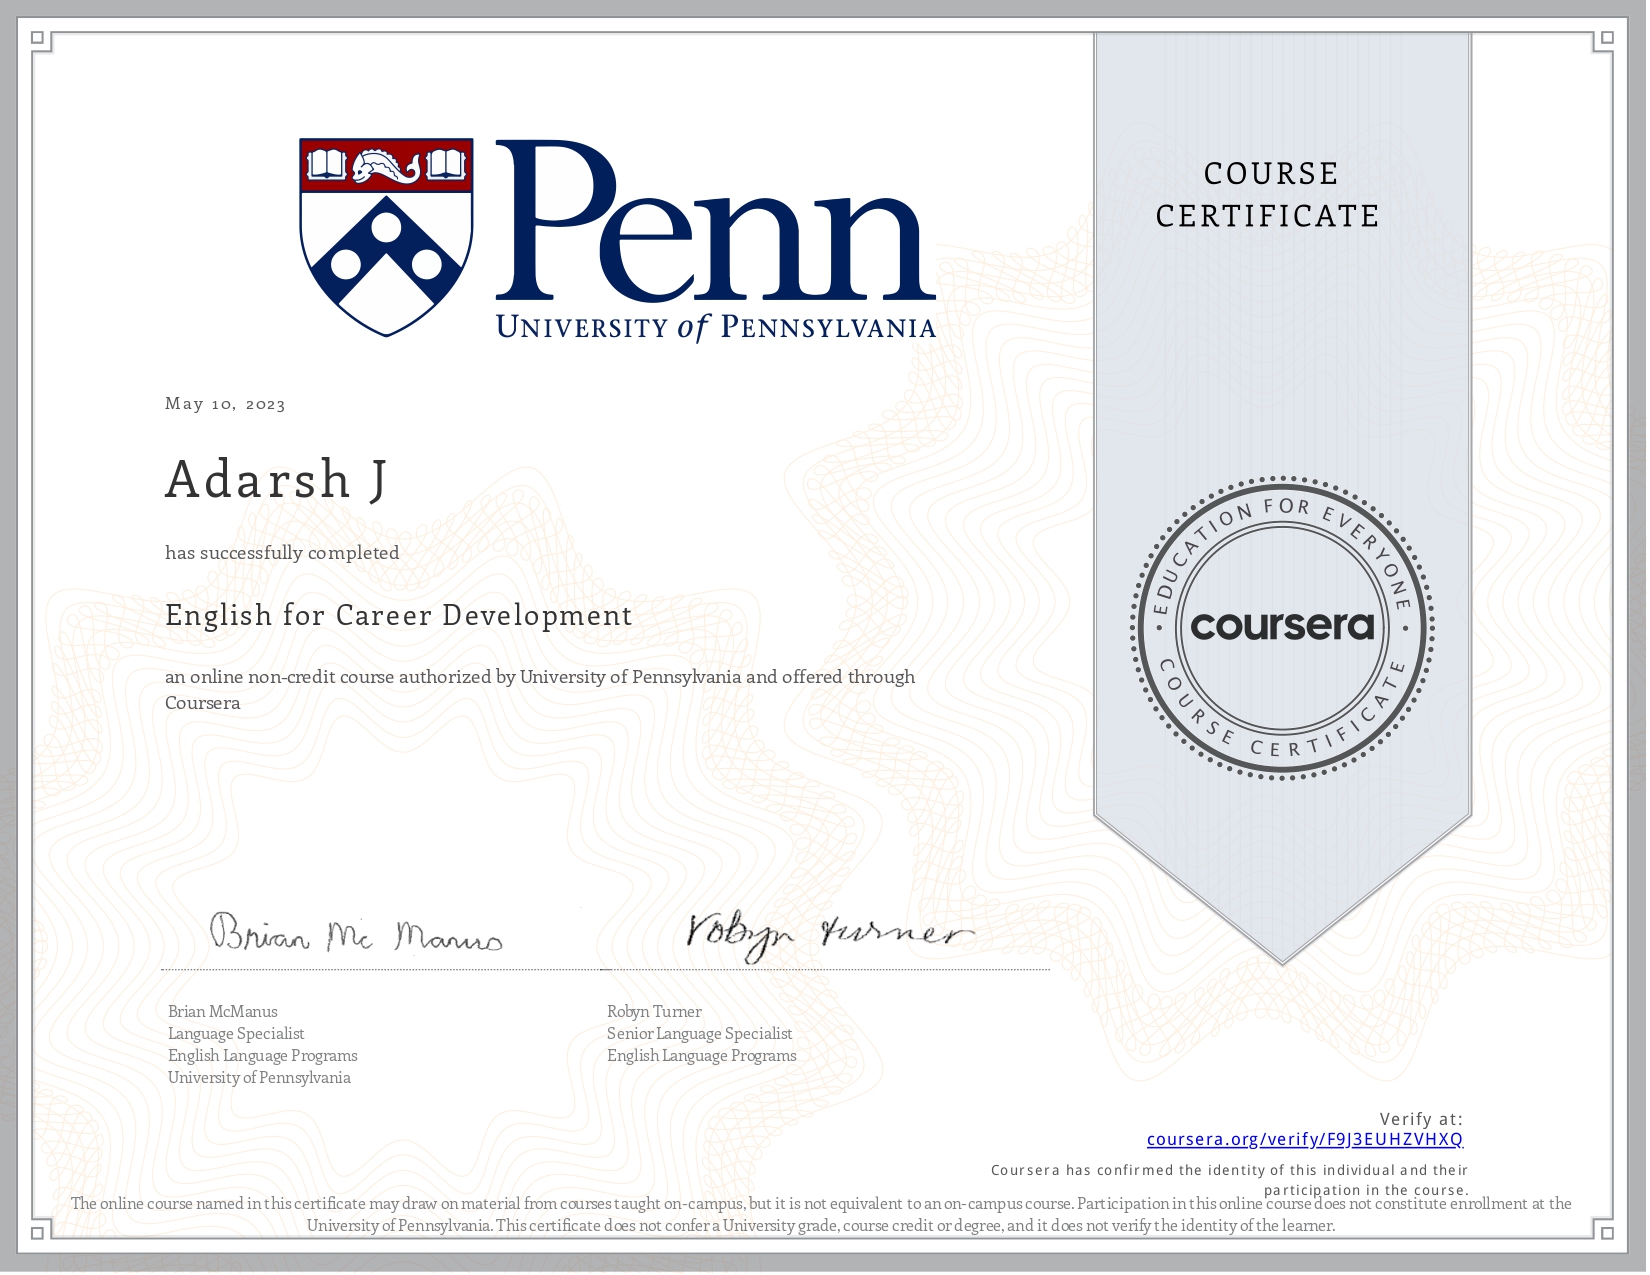 Penn
UNIVERSITY of PENNSYLVANIA
COURSE
CERTIFICATE
May 10, 2023
Adarsh J
has successfully completed
English for Career Development
an online non-credit course authorized by University of Pennsylvania and offered through
Coursera
EDUCATION FOR EVERYONE
coursera
COURSE CERTIFICATE
Brian Mc Manus
Robyn Turner
Brian McManus
Language Specialist
English Language Programs
University of Pennsylvania
Robyn Turner
Senior Language Specialist
English Language Programs
Verify at:
coursera.org/verify/F9J3EUHZVHXQ
Coursera has confirmed the identity of this individual and their
participation in the course.
The online course named in this certificate may draw on material from courses taught on-campus, but it is not equivalent to an on-campus course. Participation in this online course does not constitute enrollment at the
University of Pennsylvania. This certificate does not confer a University grade, course credit or degree, and it does not verify the identity of the learner.